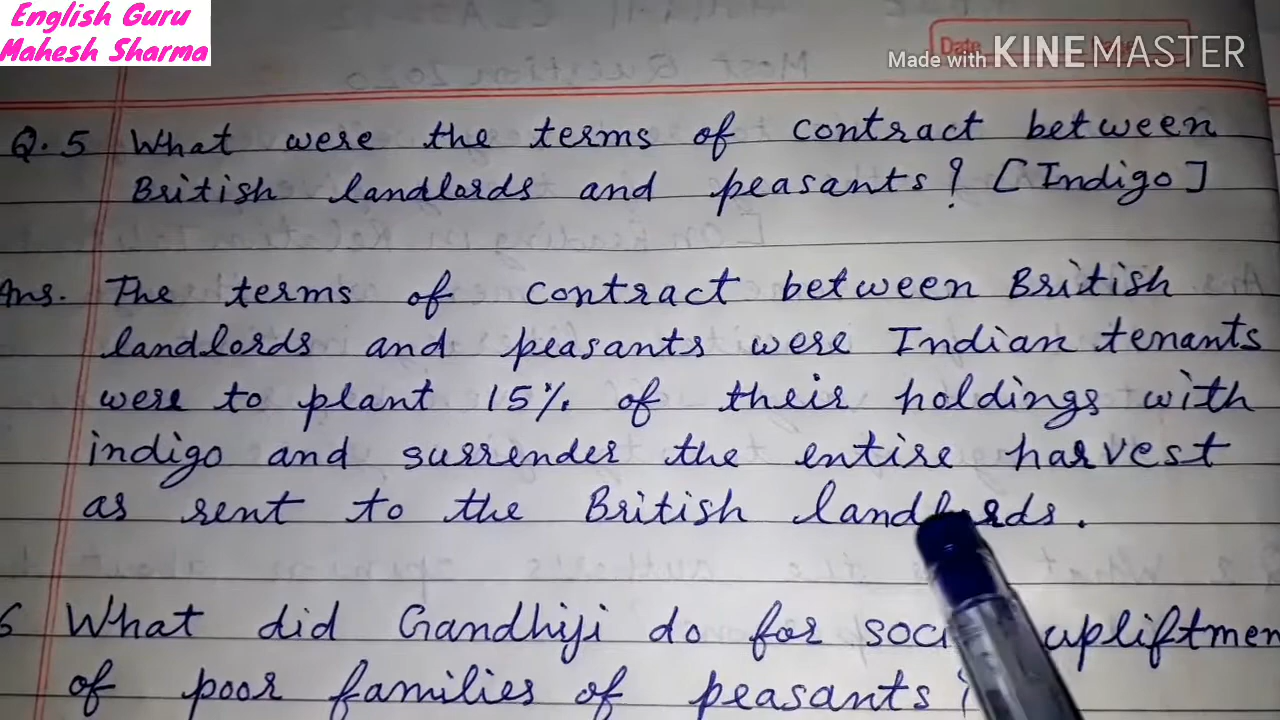 English Guru
Mahesh Sharma
Date
Made with KINEMASTER
Q.5 What were the terms of contract between
British landlords and peasants? [Indigo]
Ans. The terms of contract between British
landlords and peasants were Indian tenants
were to plant 15% of their holdings with
indigo and surrender the entire harvest
as rent to the British landlords.
6 What did Gandhiji do for upliftmen
of poor families of peasants?